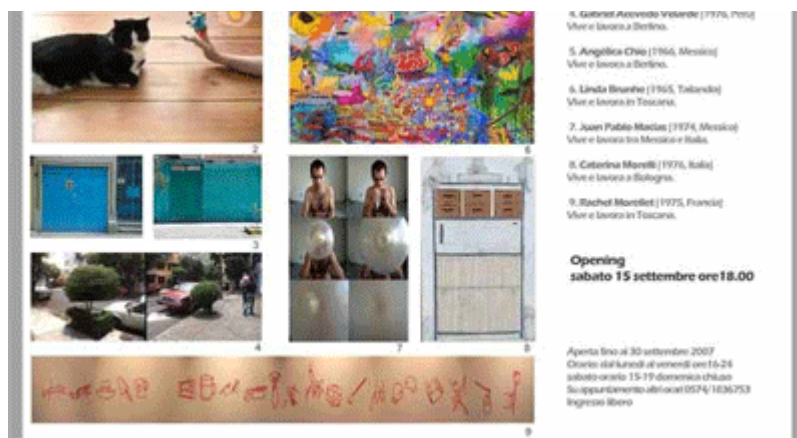 4. Gabriel Acevedo Velarde (1976, Perù)
Vive e lavora a Berlino.
5. Angélica Chio (1966, Messico)
Vive e lavora a Berlino.
6. Linda Brunhe (1965, Tailandia)
Vive e lavora in Toscana.
7. Juan Pablo Macías (1974, Messico)
Vive e lavora tra Messico e Italia.
8. Caterina Morelli (1976, Italia)
Vive e lavora a Bologna.
9. Rachel Morellet (1975, Francia)
Vive e lavora in Toscana.
Opening
sabato 15 settembre ore18.00
Aperta fino al 30 settembre 2007
Orario: dal lunedì al venerdì ore16-24
sabato orario 15-19 domenica chiuso
Su appuntamento altri orari 0574/1836753
Ingresso libero
2
6
3
4
7
8
9